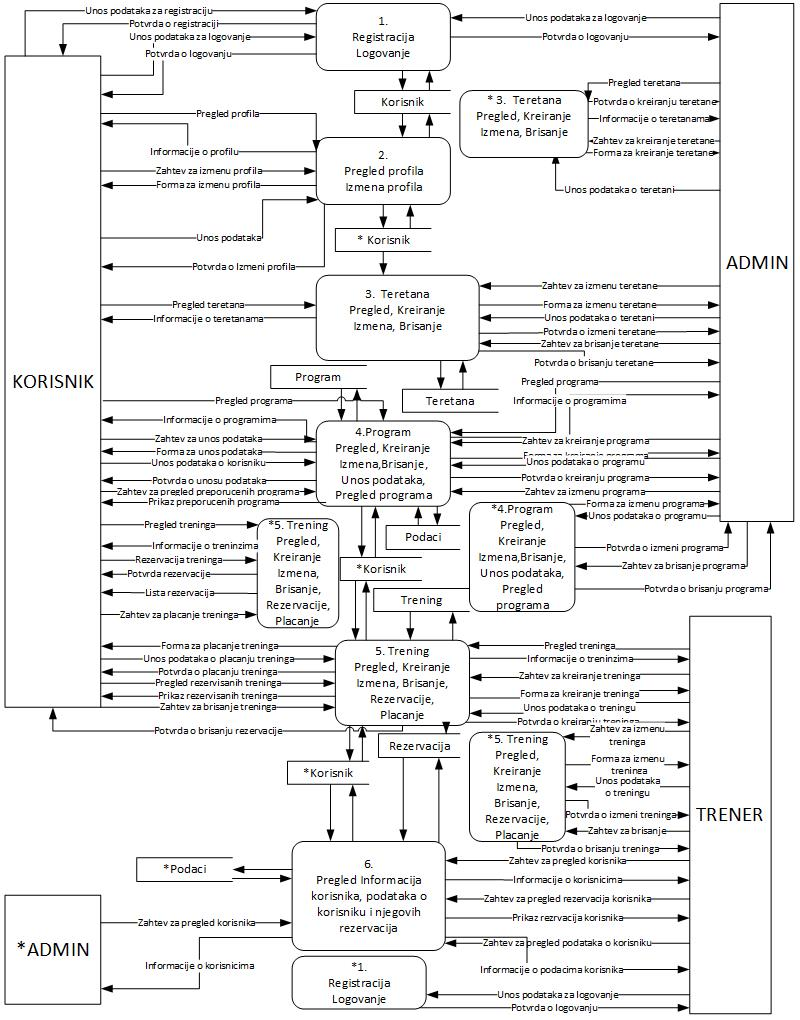 Unos podataka za registraciju
Potvrda o registraciji
Unos podataka za logovanje
Potvrda o logovanju
1.
Registracija
Logovanje
Unos podataka za logovanje
Potvrda o logovanju
Korisnik
* 3. Teretana
Pregled, Kreiranje
Izmena, Brisanje
Pregled teretana
Potvrda o kreiranju teretane
Informacije o teretanama
Zahtev za kreiranje teretane
Forma za kreiranje teretane
Unos podataka o teretani
ADMIN
Pregled profila
Informacije o profilu
Zahtev za izmenu profila
Forma za izmenu profila
Unos podataka
Potvrda o Izmeni profila
2.
Pregled profila
Izmena profila
* Korisnik
Pregled teretana
Informacije o teretanama
3. Teretana
Pregled, Kreiranje
Izmena, Brisanje
Zahtev za izmenu teretane
Forma za izmenu teretane
Unos podataka o teretani
Potvrda o izmeni teretane
Zahtev za brisanje teretane
Potvrda o brisanju teretane
KORISNIK
Program
Teretana
Pregled programa
Informacije o programima
Pregled programa
Informacije o programima
Zahtev za unos podataka
Forma za unos podataka
Unos podataka o korisniku
Potvrda o unosu podataka
Zahtev za pregled preporucenih programa
Prikaz preporucenih programa
4.Program
Pregled, Kreiranje
Izmena,Brisanje,
Unos podataka,
Pregled programa
Zahtev za kreiranje programa
Forma za kreiranje programa
Unos podataka o programu
Potvrda o kreiranju programa
Zahtev za izmenu programa
Forma za izmenu programa
Unos podataka o programu
Potvrda o izmeni programa
Zahtev za brisanje programa
Potvrda o brisanju programa
*4.Program
Pregled,
Kreiranje
Izmena,Brisanje,
Unos podataka,
Pregled
programa
Podaci
*Korisnik
Trening
Pregled treninga
Informacije o treninzima
Rezervacija treninga
Potvrda rezervacije
Lista rezervacija
Zahtev za placanje treninga
*5. Trening
Pregled,
Kreiranje
Izmena,
Brisanje,
Rezervacije,
Placanje
Forma za placanje treninga
Unos podataka o placanju treninga
Potvrda o placanju treninga
Pregled rezervisanih treninga
Prikaz rezervisanih treninga
Zahtev za brisanje treninga
Potvrda o brisanju rezervacije
5. Trening
Pregled, Kreiranje
Izmena, Brisanje,
Rezervacije,
Placanje
Pregled treninga
Informacije o treninzima
Zahtev za kreiranje treninga
Forma za kreiranje treninga
Unos podataka o treningu
Potvrda o kreiranju treninga
Zahtev za izmenu
treninga
Forma za izmenu
treninga
Unos podataka
o treningu
Potvrda o izmeni treninga
Zahtev za brisanje
Potvrda o brisanju treninga
*5. Trening
Pregled,
Kreiranje
Izmena,
Brisanje,
Rezervacije,
Placanje
TRENER
Rezervacija
*Korisnik
*Podaci
6.
Pregled Informacija
korisnika, podataka o
korisniku i njegovih
rezervacija
Zahtev za pregled korisnika
Informacije o korisnicima
Zahtev za pregled rezervacija korisnika
Prikaz rezrvacija korisnika
Zahtev za pregled podataka o korisniku
Informacije o podacima korisnika
*ADMIN
Zahtev za pregled korisnika
Informacije o korisnicima
*1.
Registracija
Logovanje
Unos podataka za logovanje
Potvrda o logovanju